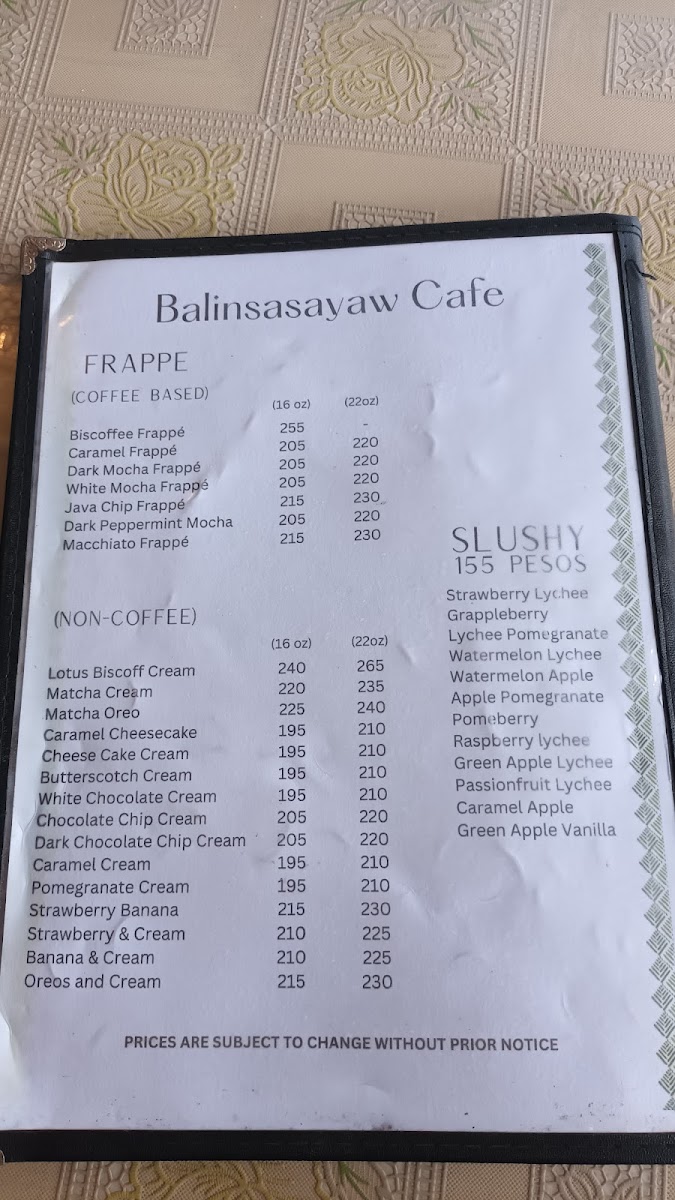 Balinsasayaw Cafe
FRAPPE
(COFFEE BASED)
(16 oz) (22oz)
Biscoffee Frappé 255 -
Caramel Frappé 205 220
Dark Mocha Frappé 205 220
White Mocha Frappé 205 220
Java Chip Frappé 215 230
Dark Peppermint Mocha 205 220
Macchiato Frappé 215 230
(NON-COFFEE)
(16 oz) (22oz)
Lotus Biscoff Cream 240 265
Matcha Cream 220 235
Matcha Oreo 225 240
Caramel Cheesecake 195 210
Cheese Cake Cream 195 210
Butterscotch Cream 195 210
White Chocolate Cream 195 210
Chocolate Chip Cream 205 220
Dark Chocolate Chip Cream 205 220
Caramel Cream 195 210
Pomegranate Cream 195 210
Strawberry Banana 215 230
Strawberry & Cream 210 225
Banana & Cream 210 225
Oreos and Cream 215 230
SLUSHY
155 PESOS
Strawberry Lychee
Grappleberry
Lychee Pomegranate
Watermelon Lychee
Watermelon Apple
Apple Pomegranate
Pomeberry
Raspberry lychee
Green Apple Lychee
Passionfruit Lychee
Caramel Apple
Green Apple Vanilla
PRICES ARE SUBJECT TO CHANGE WITHOUT PRIOR NOTICE